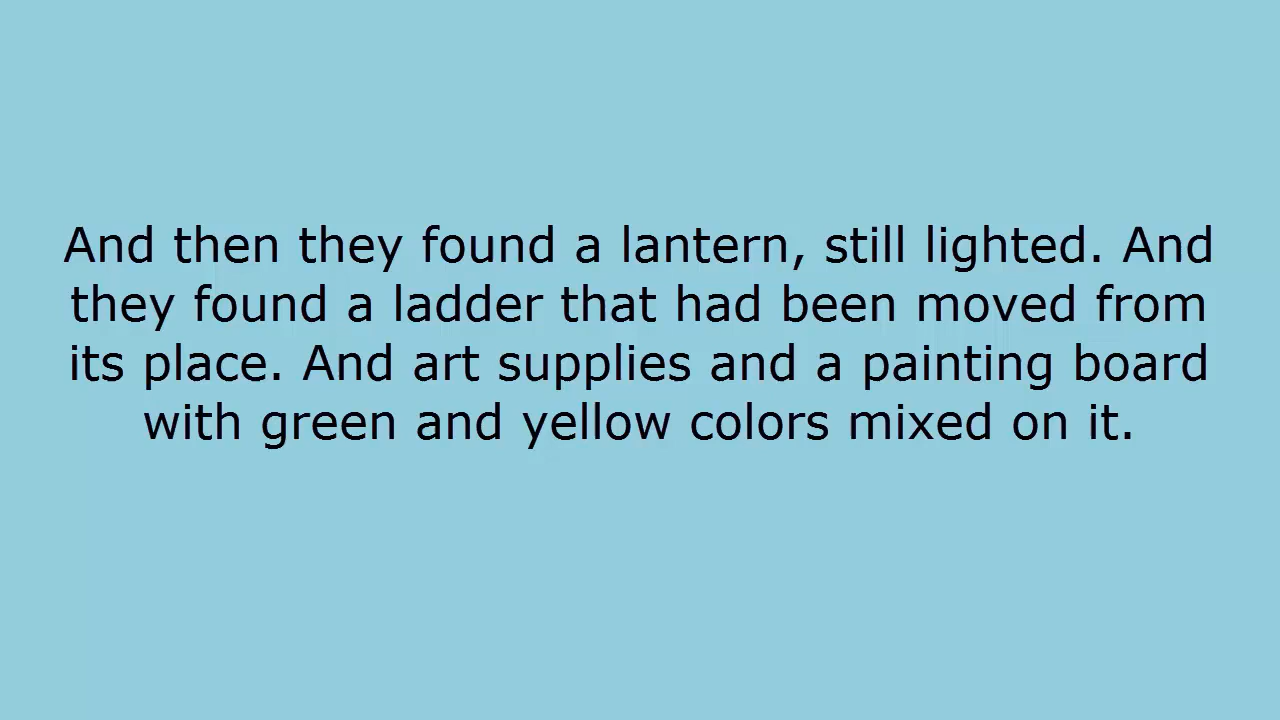 And then they found a lantern, still lighted. And
they found a ladder that had been moved from
its place. And art supplies and a painting board
with green and yellow colors mixed on it.